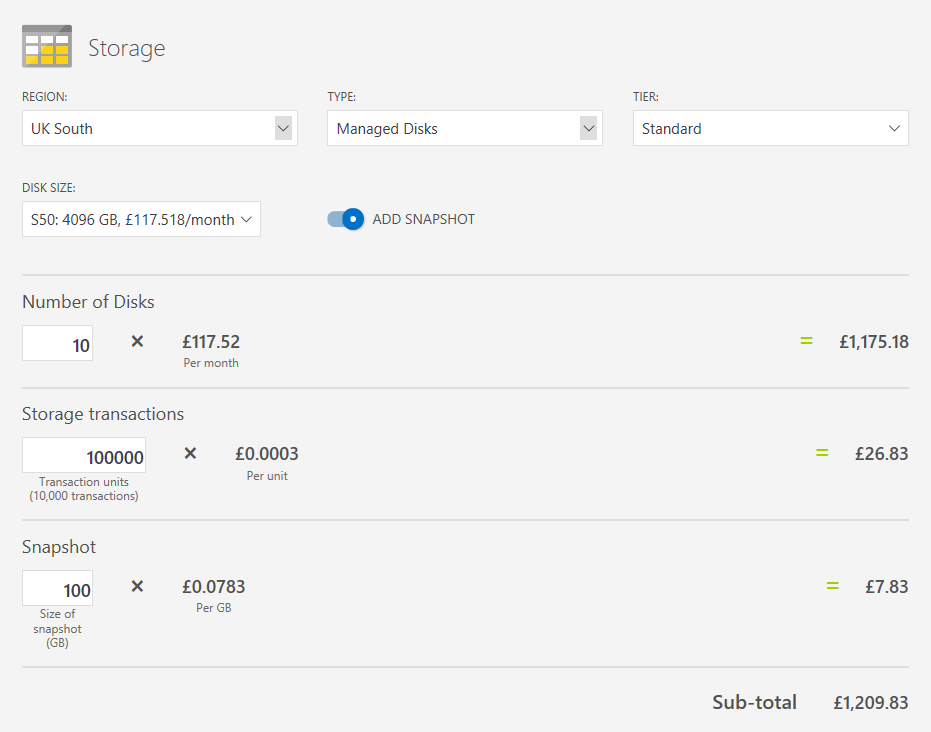 Storage
REGION: TYPE: TIER:
UK South Managed Disks Standard
DISK SIZE:
S50: 4096 GB, £117.518/month ADD SNAPSHOT
Number of Disks
10 × £117.52 = £1,175.18
Per month
Storage transactions
100000 × £0.0003 = £26.83
Transaction units Per unit
(10,000 transactions)
Snapshot
100 × £0.0783 = £7.83
Size of Per GB
snapshot
(GB)
Sub-total £1,209.83